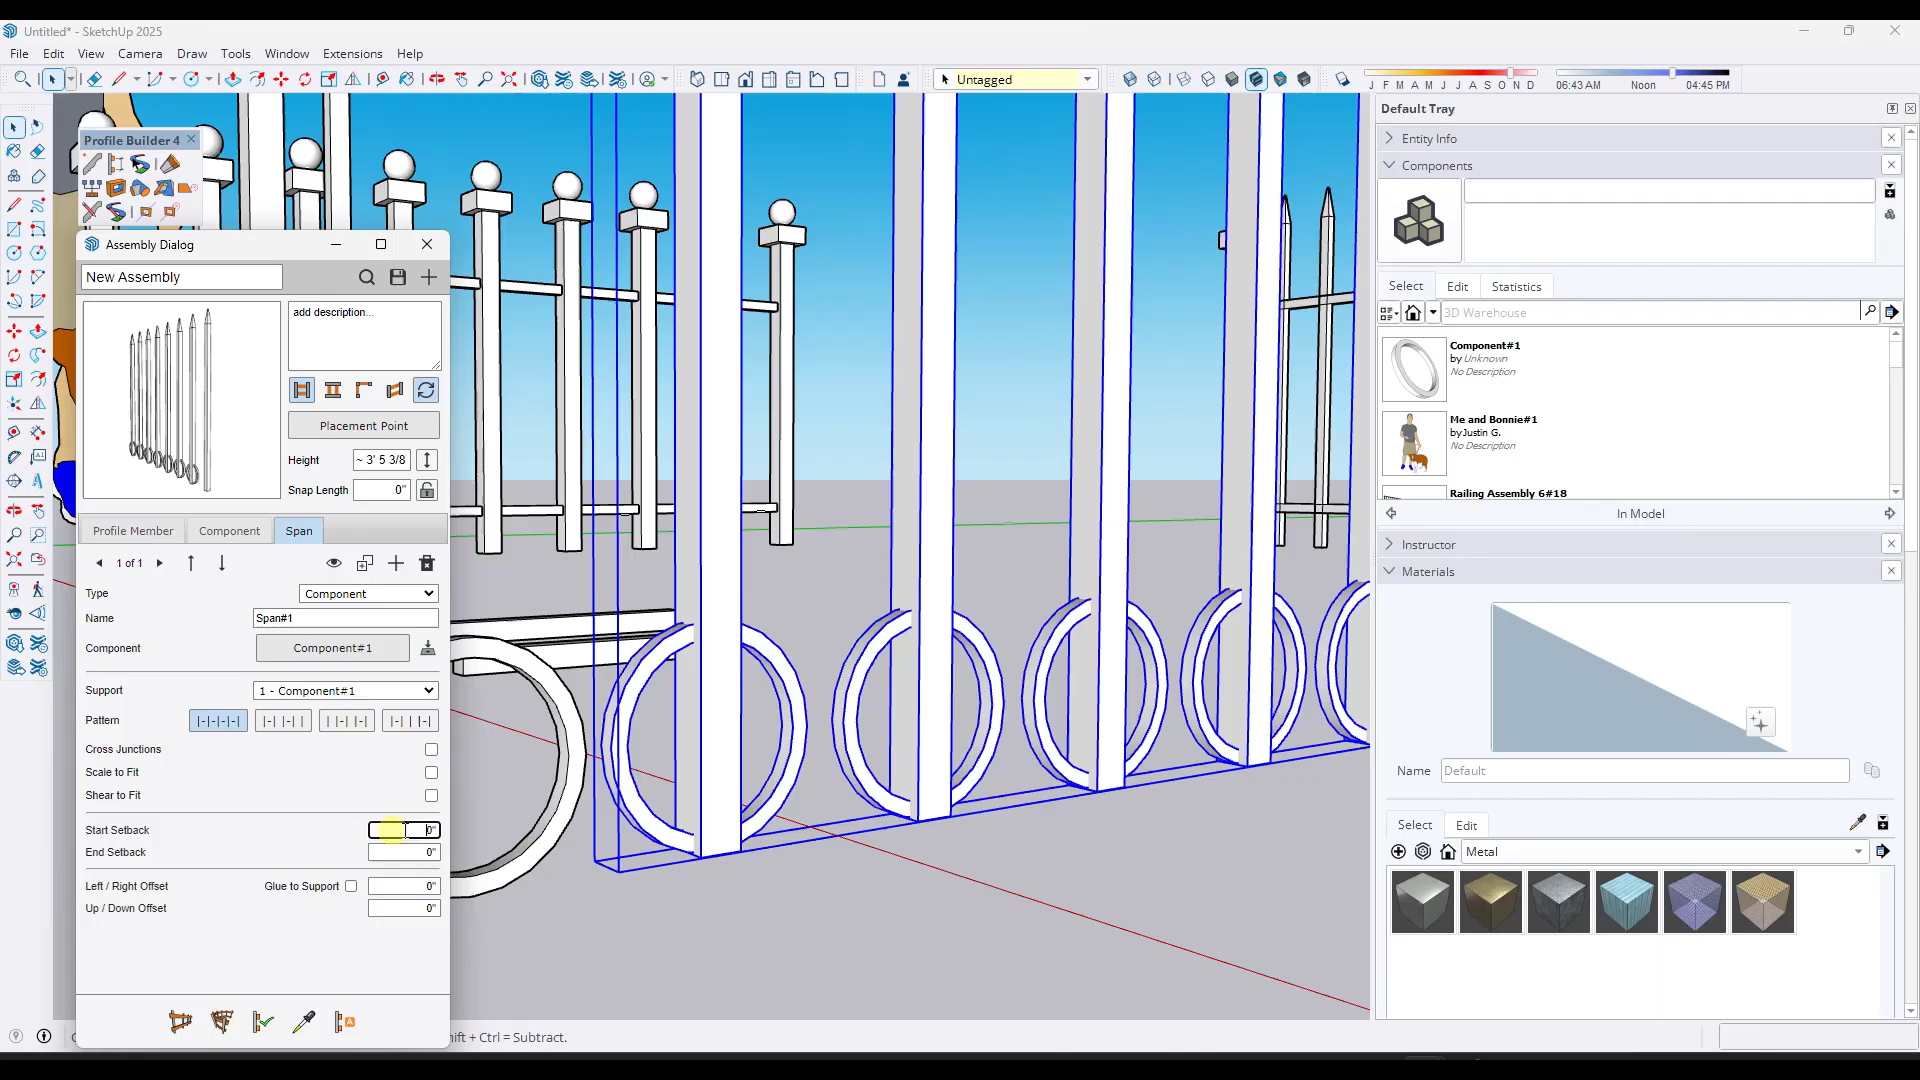 Untitled* - SketchUp 2025
File Edit View Camera Draw Tools Window Extensions Help
Untagged
J F M A M J J A S O N D
06:43 AM Noon 04:45 PM
Profile Builder 4
Assembly Dialog
New Assembly
add description...
Placement Point
Height ~ 3' 5 3/8
Snap Length 0"
Profile Member Component Span
1 of 1
Type Component
Name Span#1
Component Component#1
Support 1 - Component#1
Pattern |-|-|-|-| |-| |-| | | |-| |-| |-| | |-|
Cross Junctions
Scale to Fit
Shear to Fit
Start Setback 0"
End Setback 0"
Left / Right Offset Glue to Support 0"
Up / Down Offset 0"
Shift + Ctrl = Subtract.
Default Tray
Entity Info
Components
Select Edit Statistics
3D Warehouse
Component#1
by Unknown
No Description
Me and Bonnie#1
by Justin G.
No Description
Railing Assembly 6#18
In Model
Instructor
Materials
Name Default
Select Edit
Metal